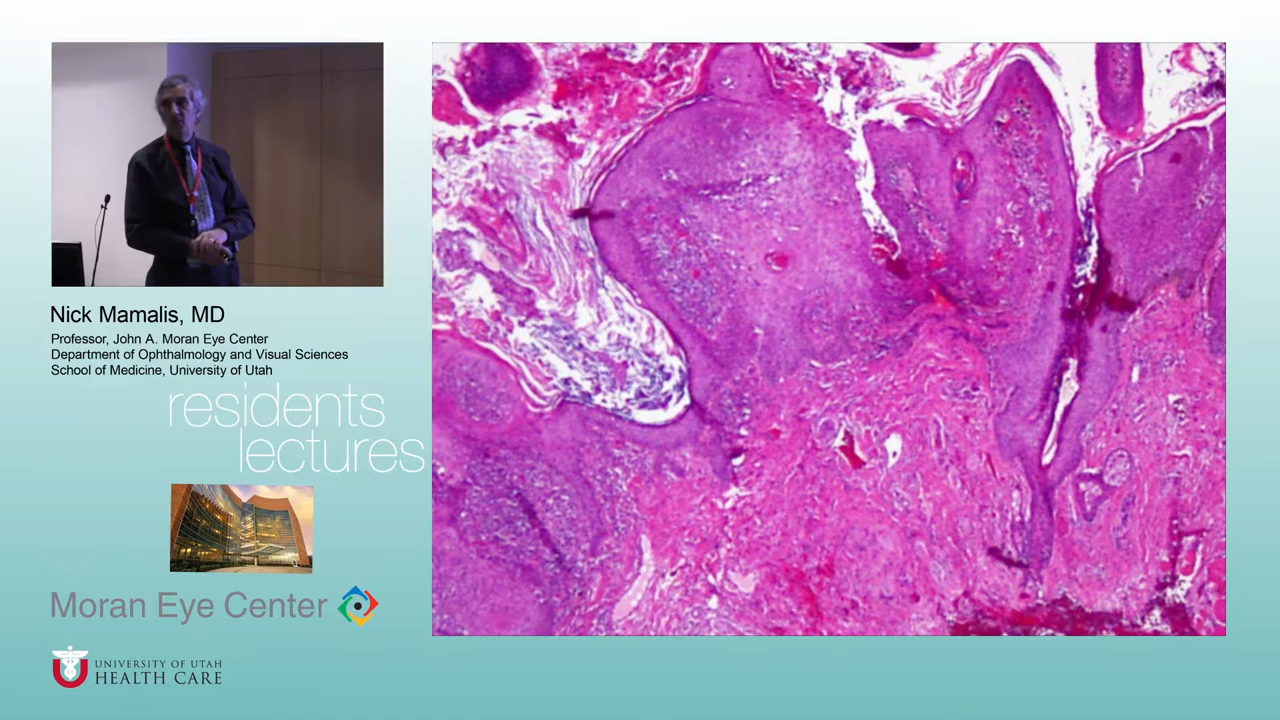 Nick Mamalis, MD
Professor, John A. Moran Eye Center
Department of Ophthalmology and Visual Sciences
School of Medicine, University of Utah
residents
lectures
Moran Eye Center
UNIVERSITY OF UTAH
HEALTH CARE